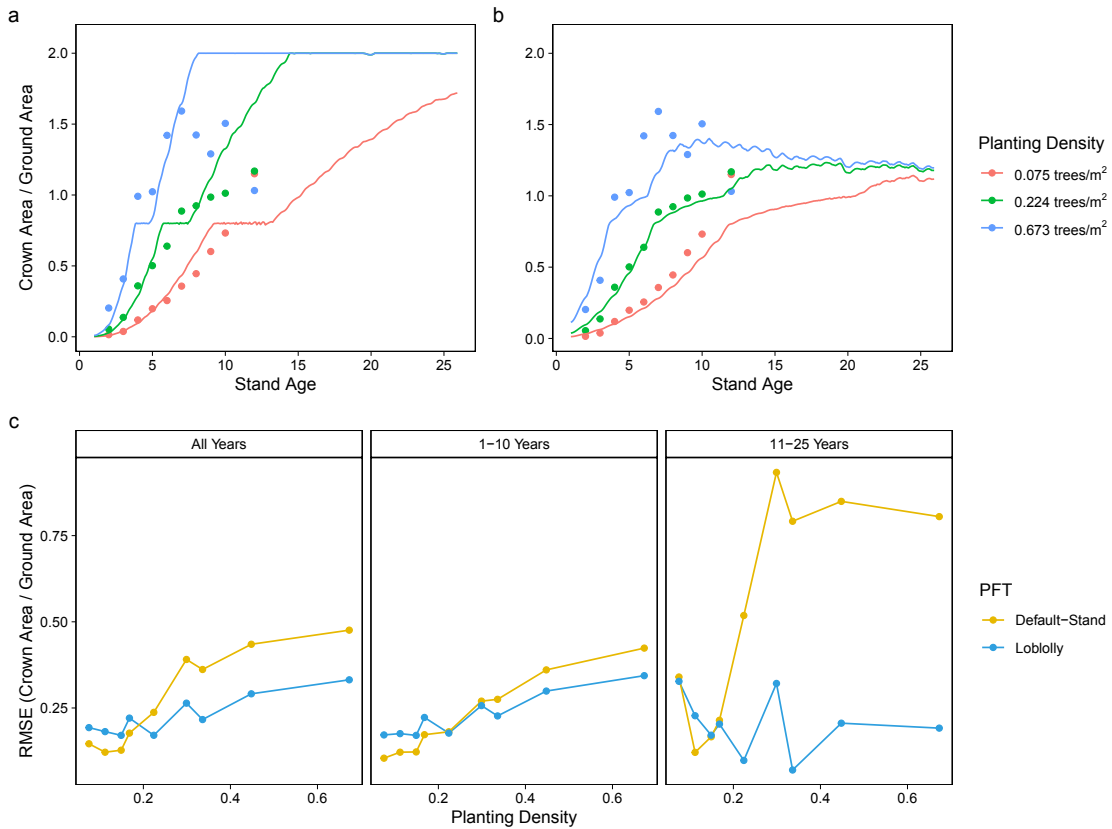 a
b
Crown Area / Ground Area
2.0
1.5
1.0
0.5
0.0
0 5 10 15 20 25
Stand Age
2.0
1.5
1.0
0.5
0.0
0 5 10 15 20 25
Stand Age
Planting Density
0.075 trees/m²
0.224 trees/m²
0.673 trees/m²
c
All Years
1−10 Years
11−25 Years
RMSE (Crown Area / Ground Area)
0.75
0.50
0.25
0.2 0.4 0.6
0.2 0.4 0.6
0.2 0.4 0.6
Planting Density
PFT
Default−Stand
Loblolly